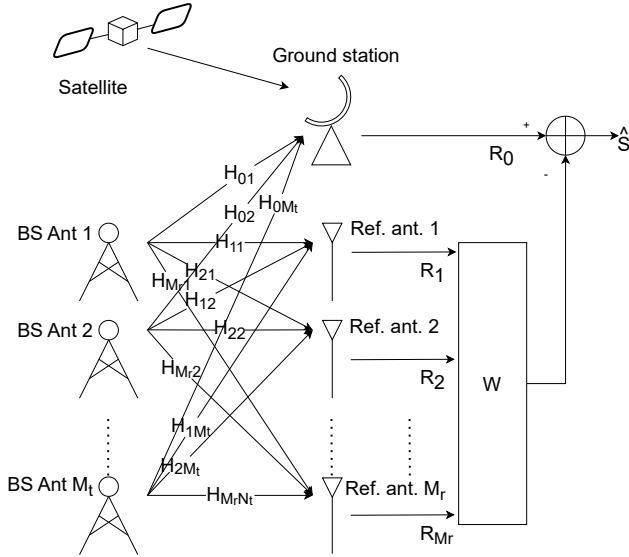 Ground station
Satellite
+
R0
Ŝ
-
H01
H02
H0Mt
BS Ant 1
Ref. ant. 1
H11
HMr1
H21
R1
H12
BS Ant 2
Ref. ant. 2
H22
HMr2
R2
W
H1Mt
H2Mt
BS Ant Mt
Ref. ant. Mr
HMrNt
RMr